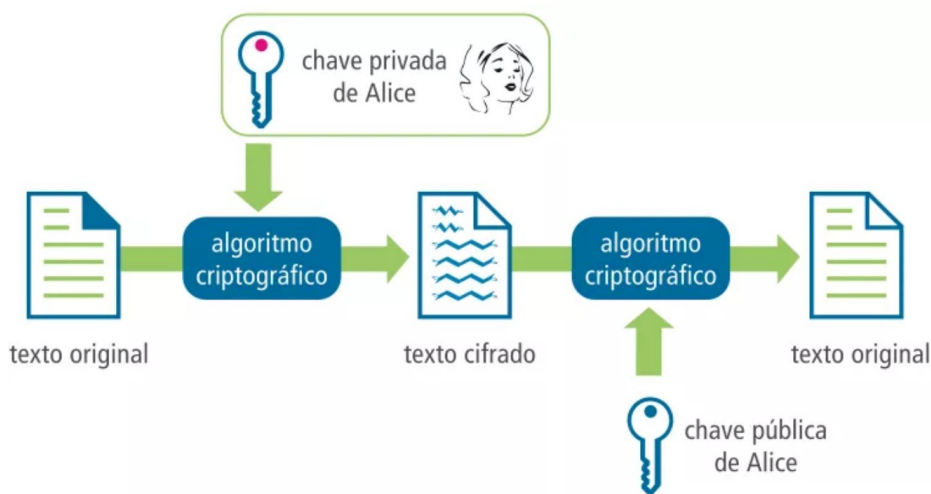 chave privada
de Alice
algoritmo
criptográfico
algoritmo
criptográfico
texto original
texto cifrado
texto original
chave pública
de Alice